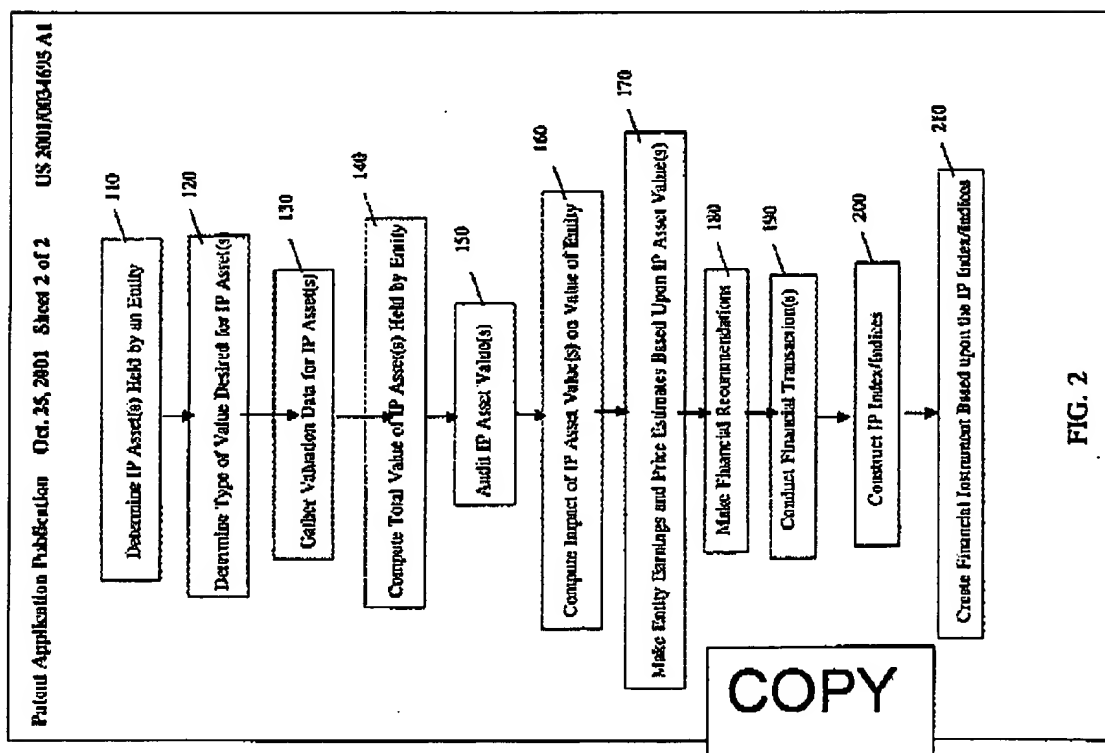 Patent Application Publication Oct. 25, 2001 Sheet 2 of 2 US 2001/0034695 A1
110
Determine IP Asset(s) Held by an Entity
120
Determine Type of Value Desired for IP Asset(s)
130
Gather Valuation Data for IP Asset(s)
140
Compute Total Value of IP Asset(s) Held by Entity
150
Audit IP Asset Value(s)
160
Compute Impact of IP Asset Value(s) on Value of Entity
170
Make Entity Earnings and Price Estimates Based Upon IP Asset Value(s)
180
Make Financial Recommendations
190
Conduct Financial Transaction(s)
200
Construct IP Index/Indices
210
Create Financial Instrument Based upon the IP Index/Indices
FIG. 2
COPY